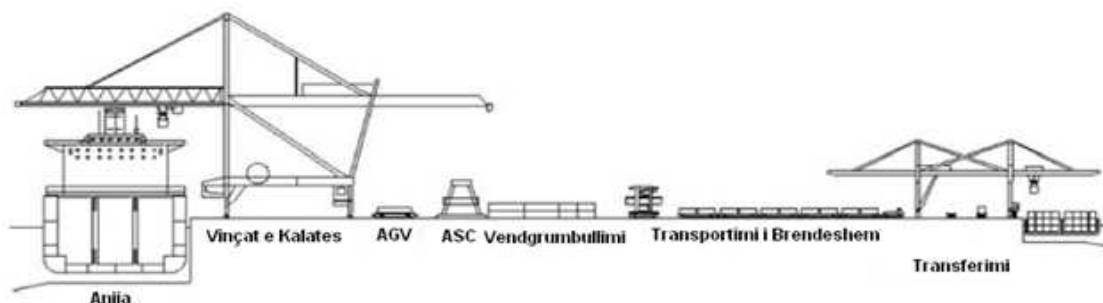 Vinçat e Kalates
AGV
ASC
Vendgrumbullimi
Transportimi i Brendeshem
Transferimi
Anija